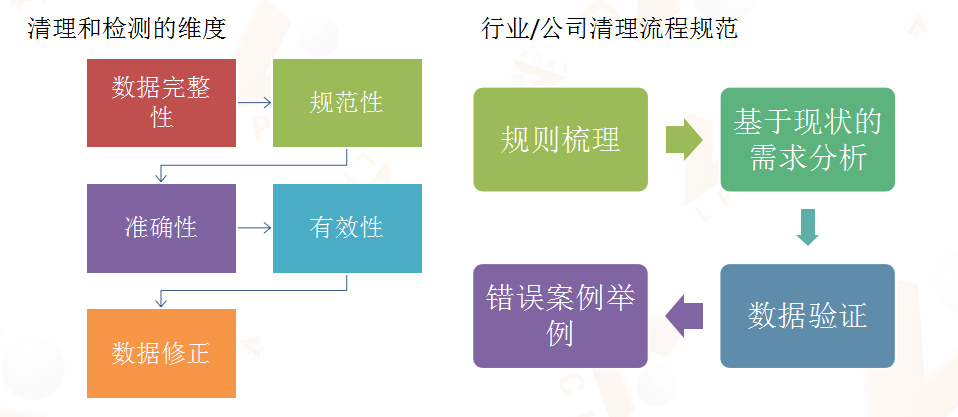 清理和检测的维度
数据完整
性
规范性
准确性
有效性
数据修正
行业/公司清理流程规范
规则梳理
基于现状的
需求分析
数据验证
错误案例举
例